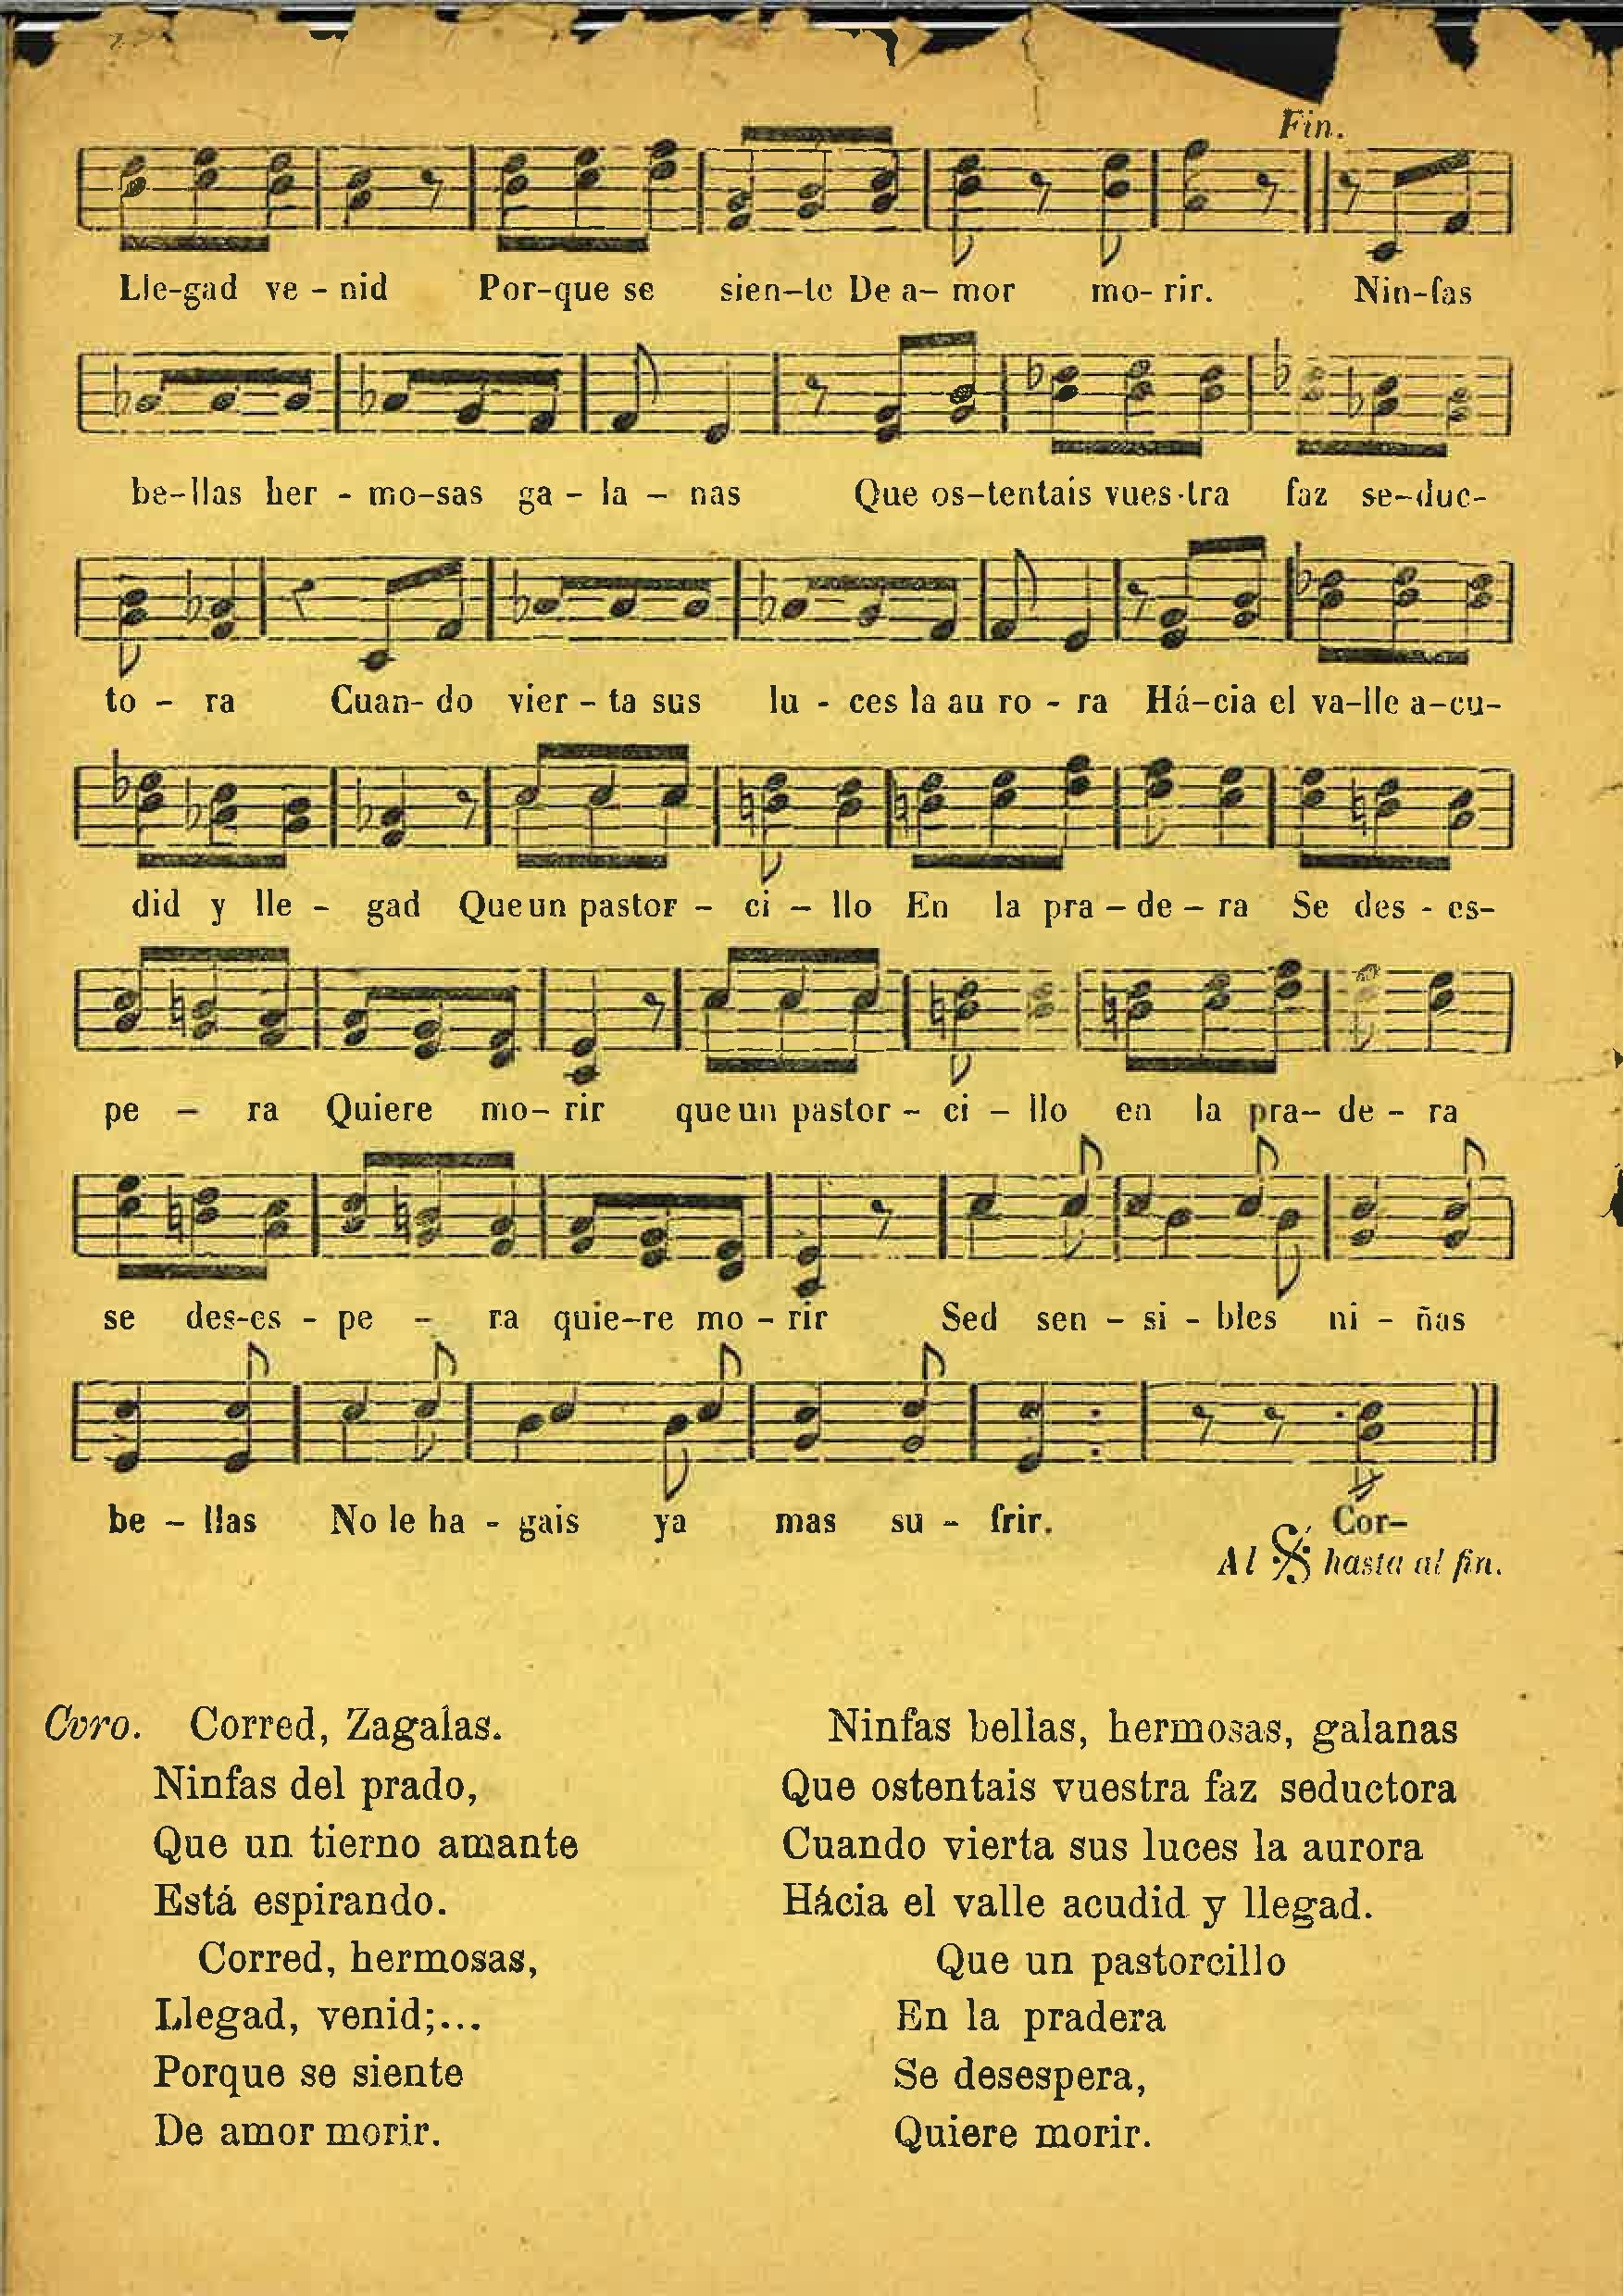 Fin.
Lle-gad ve - nid Por-que se sien-te De a- mor mo- rir. Nin-fas
be-llas her - mo-sas ga - la - nas Que os-tentais vues-tra faz se-duc-
to - ra Cuan- do vier - ta sus lu - ces la au ro - ra Há-cia el va-lle a-cu-
did y lle - gad Que un pastor - ci - llo En la pra - de - ra Se des - es-
pe - ra Quiere mo- rir que un pastor - ci - llo en la pra- de - ra
se des-es - pe - ra quie-re mo - rir Sed sen - si - bles ni - ñas
be - llas No le ha - gais ya mas su - frir. Cor-
Al 𝄋 hasta al fin.
Coro. Corred, Zagalas.
Ninfas del prado,
Que un tierno amante
Está espirando.
Corred, hermosas,
Llegad, venid;...
Porque se siente
De amor morir.
Ninfas bellas, hermosas, galanas
Que ostentais vuestra faz seductora
Cuando vierta sus luces la aurora
Hácia el valle acudid y llegad.
Que un pastorcillo
En la pradera
Se desespera,
Quiere morir.